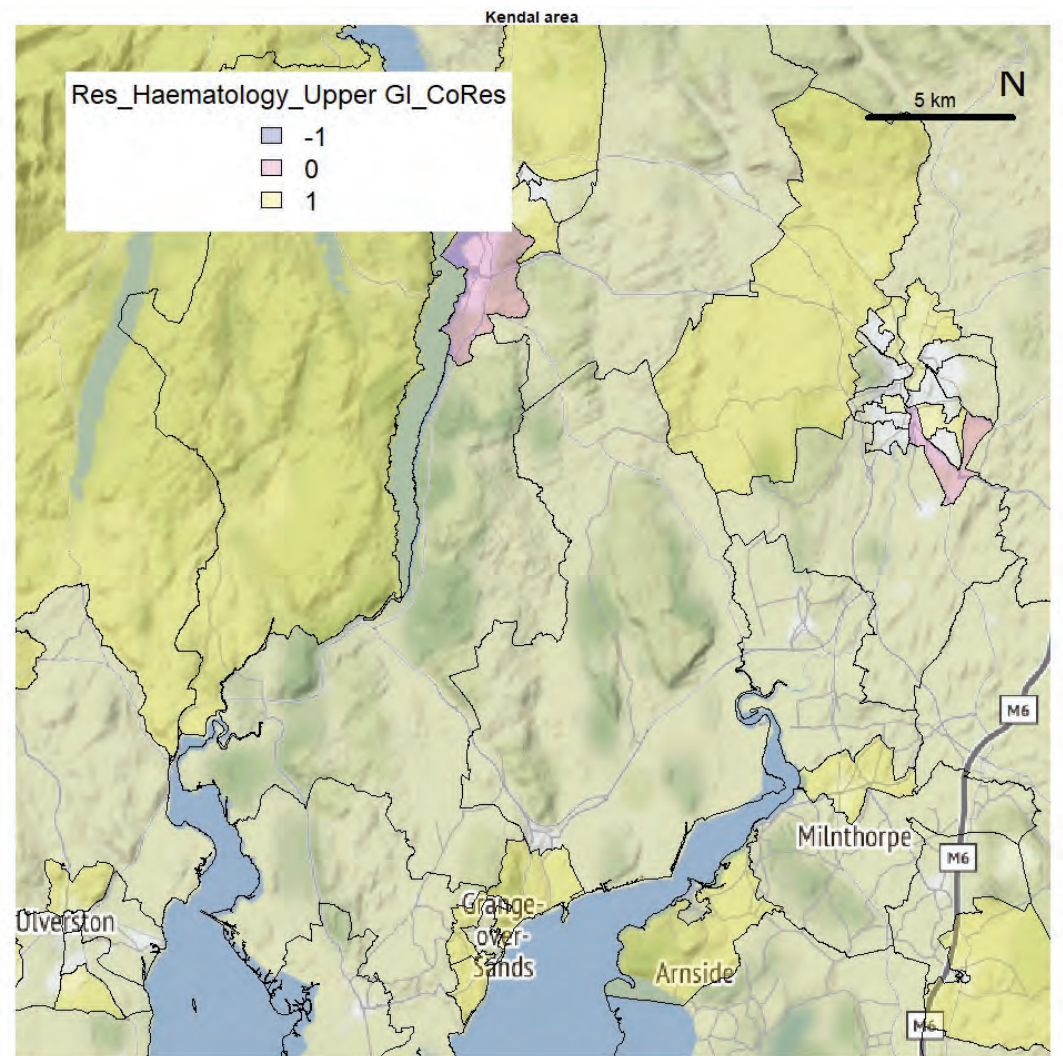 Kendal area
Res_Haematology_Upper GI_CoRes
-1
0
1
N
5 km
M6
Milnthorpe
M6
Ulverston
Grange-
over-
Sands
Arnside
M6